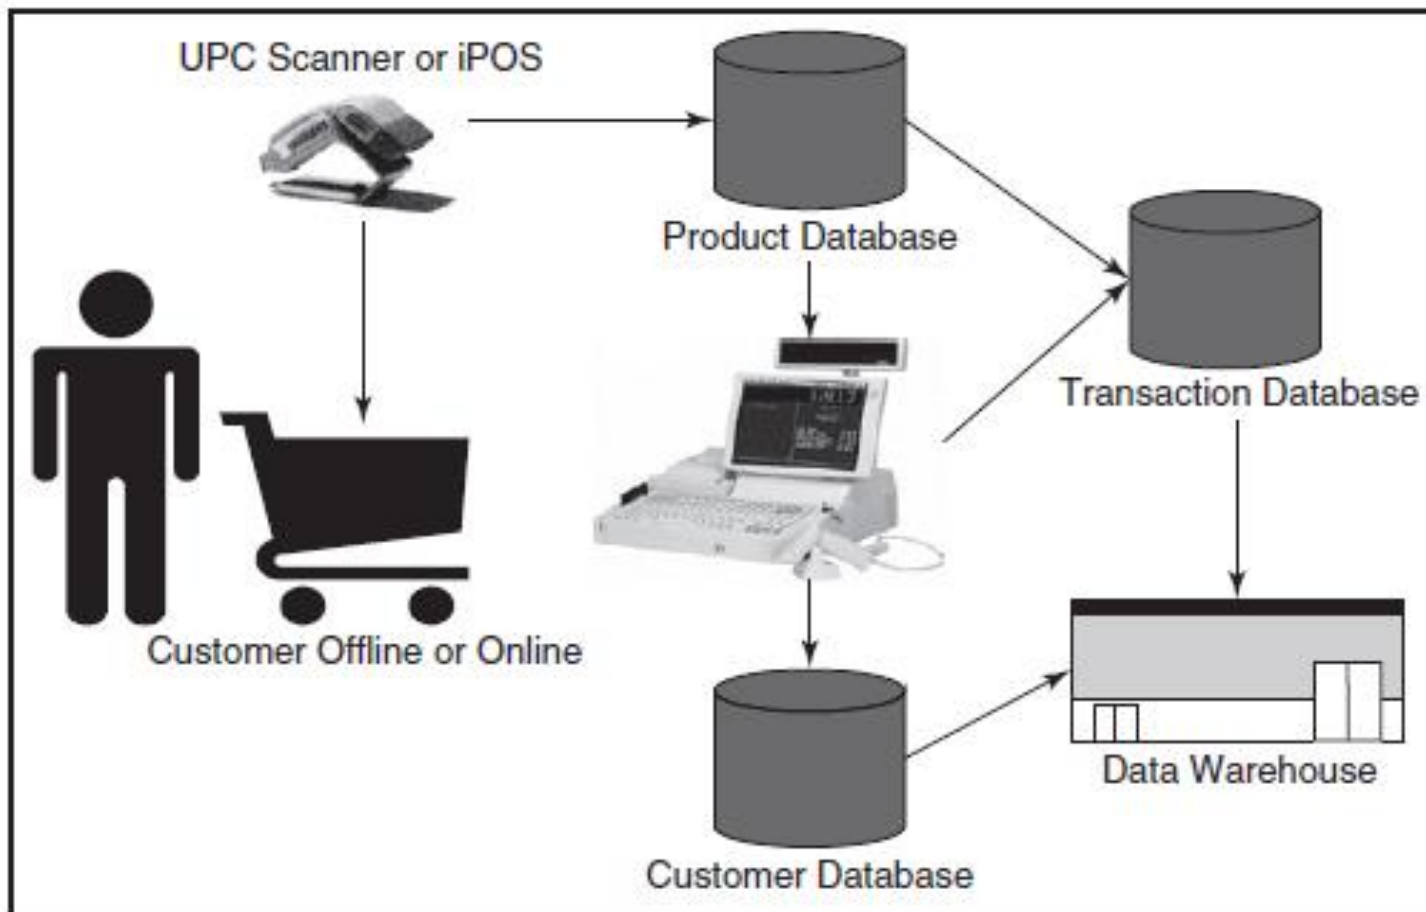 UPC Scanner or iPOS
Product Database
Transaction Database
Customer Offline or Online
Data Warehouse
Customer Database